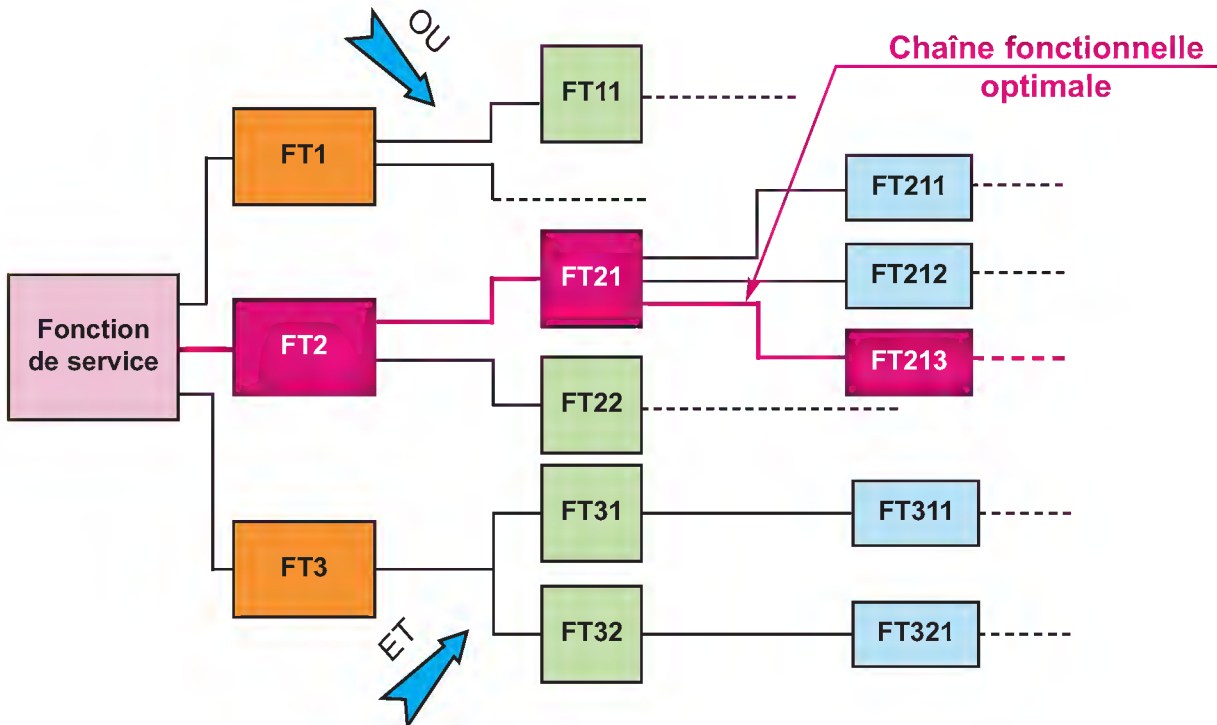 OU
Chaîne fonctionnelle
optimale
FT11
FT1
FT211
FT21
FT212
Fonction
de service
FT2
FT213
FT22
FT31
FT311
FT3
FT32
FT321
ET